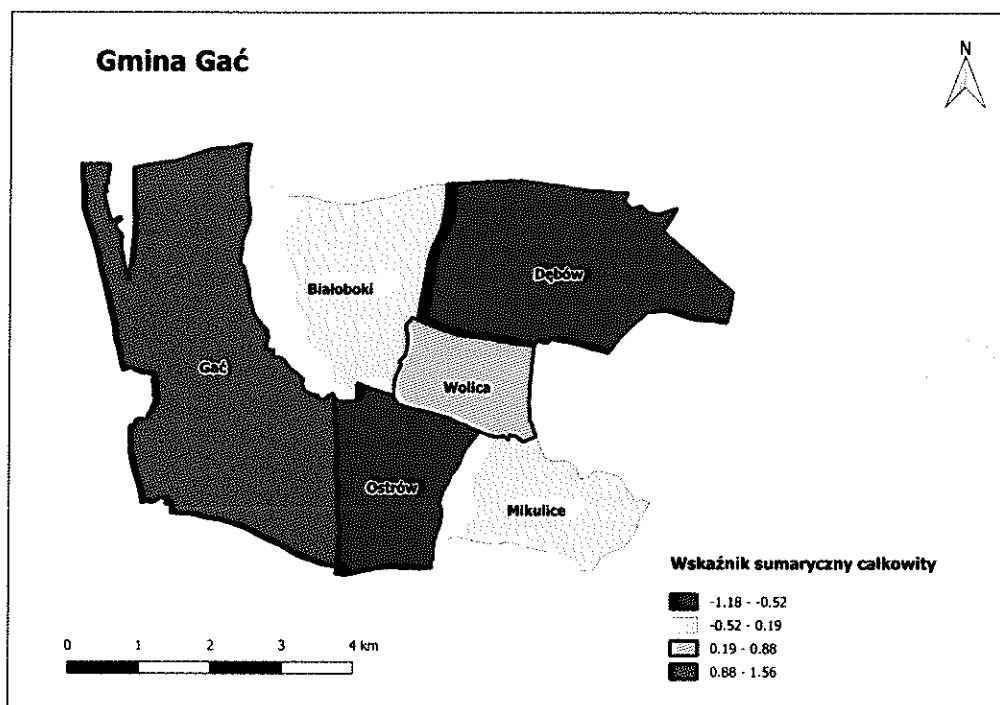 Gmina Gać
N
Białoboki
Dębów
Gać
Wolica
Ostrów
Mikulice
Wskaźnik sumaryczny całkowity
-1.18 - -0.52
-0.52 - 0.19
0.19 - 0.88
0.88 - 1.56
0 1 2 3 4 km